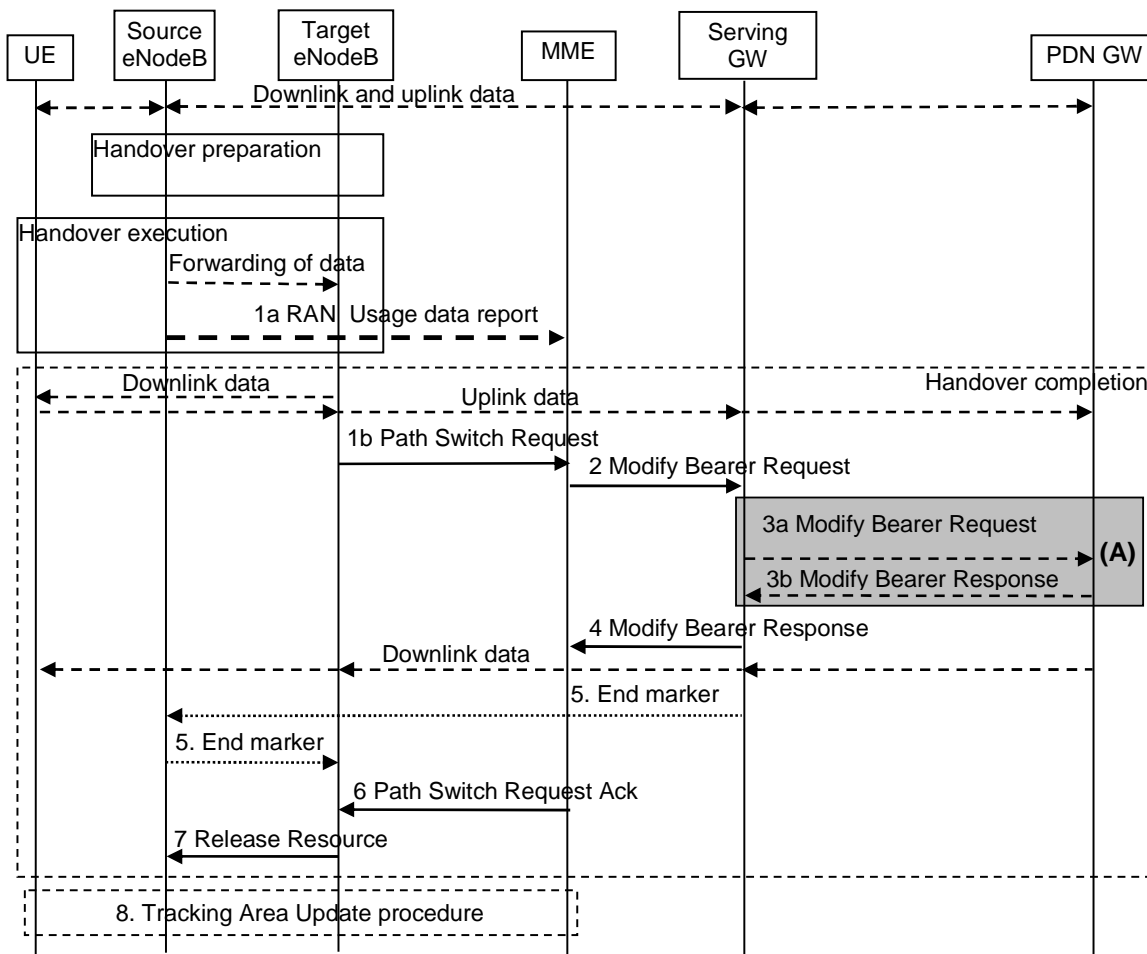 UE
Source
eNodeB
Target
eNodeB
MME
Serving
GW
PDN GW
Downlink and uplink data
Handover preparation
Handover execution
Forwarding of data
1a RAN Usage data report
Downlink data
Handover completion
Uplink data
1b Path Switch Request
2 Modify Bearer Request
3a Modify Bearer Request
(A)
3b Modify Bearer Response
4 Modify Bearer Response
Downlink data
5. End marker
5. End marker
6 Path Switch Request Ack
7 Release Resource
8. Tracking Area Update procedure